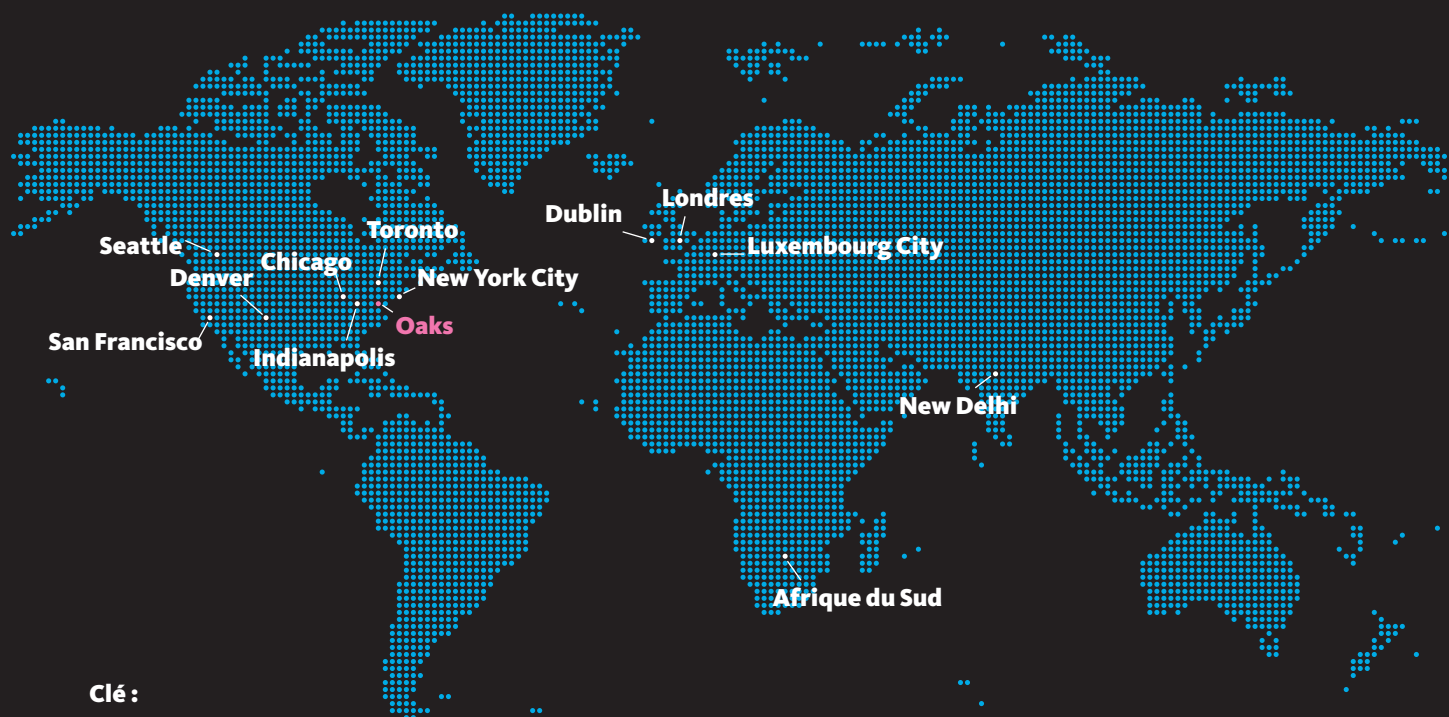 Londres
Dublin
Toronto
Seattle
Luxembourg City
Chicago
Denver
New York City
Oaks
San Francisco
Indianapolis
New Delhi
Afrique du Sud
Clé :